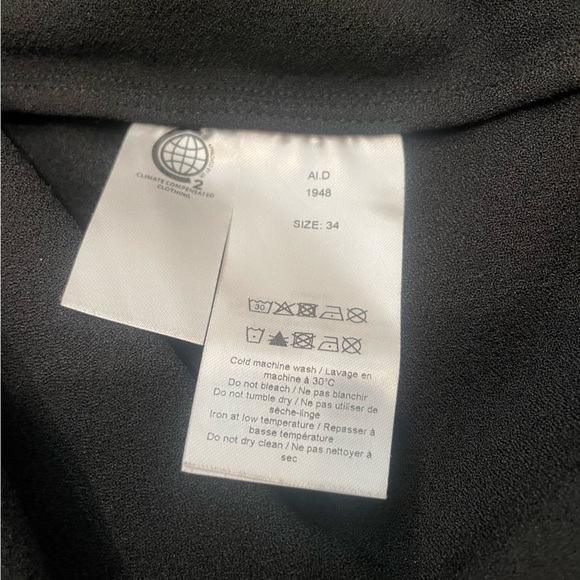 2
CLIMATE COMPENSATED
CLOTHING
AI.D
1948
SIZE: 34
30
Cold machine wash / Lavage en
machine à 30°C
Do not bleach / Ne pas blanchir
Do not tumble dry / Ne pas utiliser de
sèche-linge
Iron at low temperature / Repasser à
basse température
Do not dry clean / Ne pas nettoyer à
sec